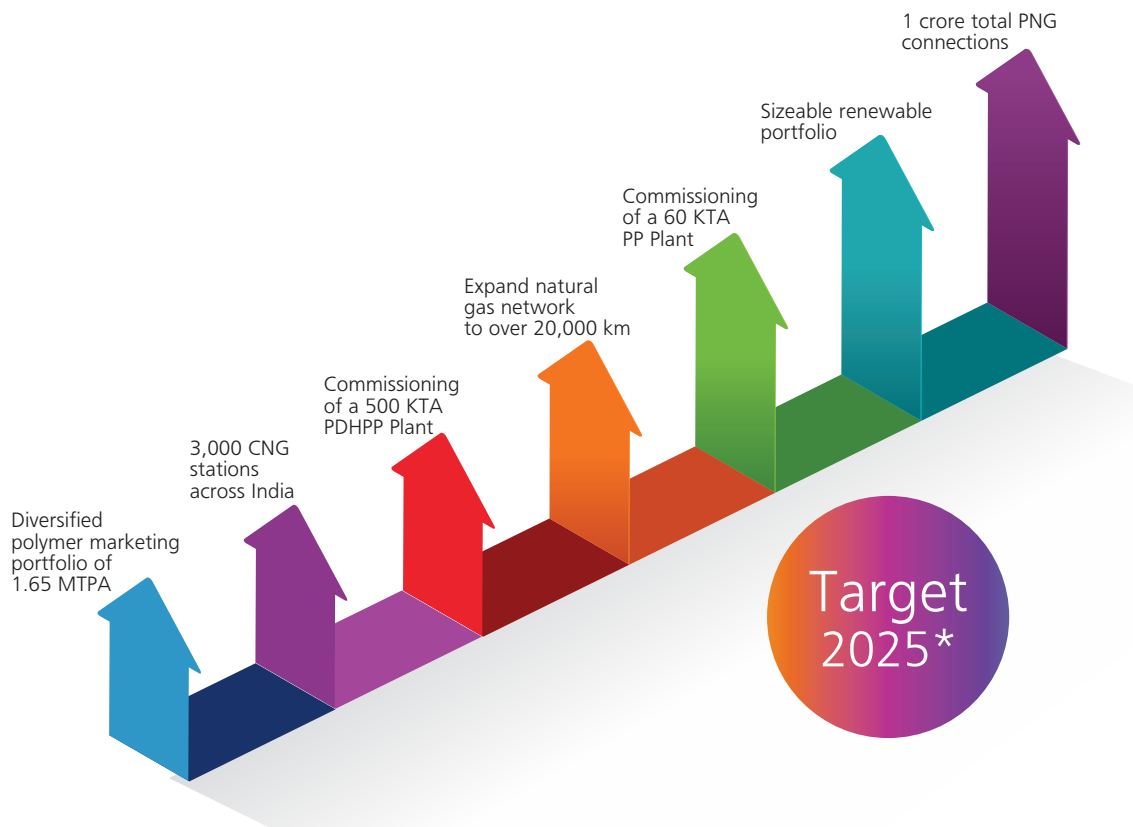 1 crore total PNG
connections
Sizeable renewable
portfolio
Commissioning
of a 60 KTA
PP Plant
Expand natural
gas network
to over 20,000 km
Commissioning
of a 500 KTA
PDHPP Plant
3,000 CNG
stations
across India
Diversified
polymer marketing
portfolio of
1.65 MTPA
Target
2025*